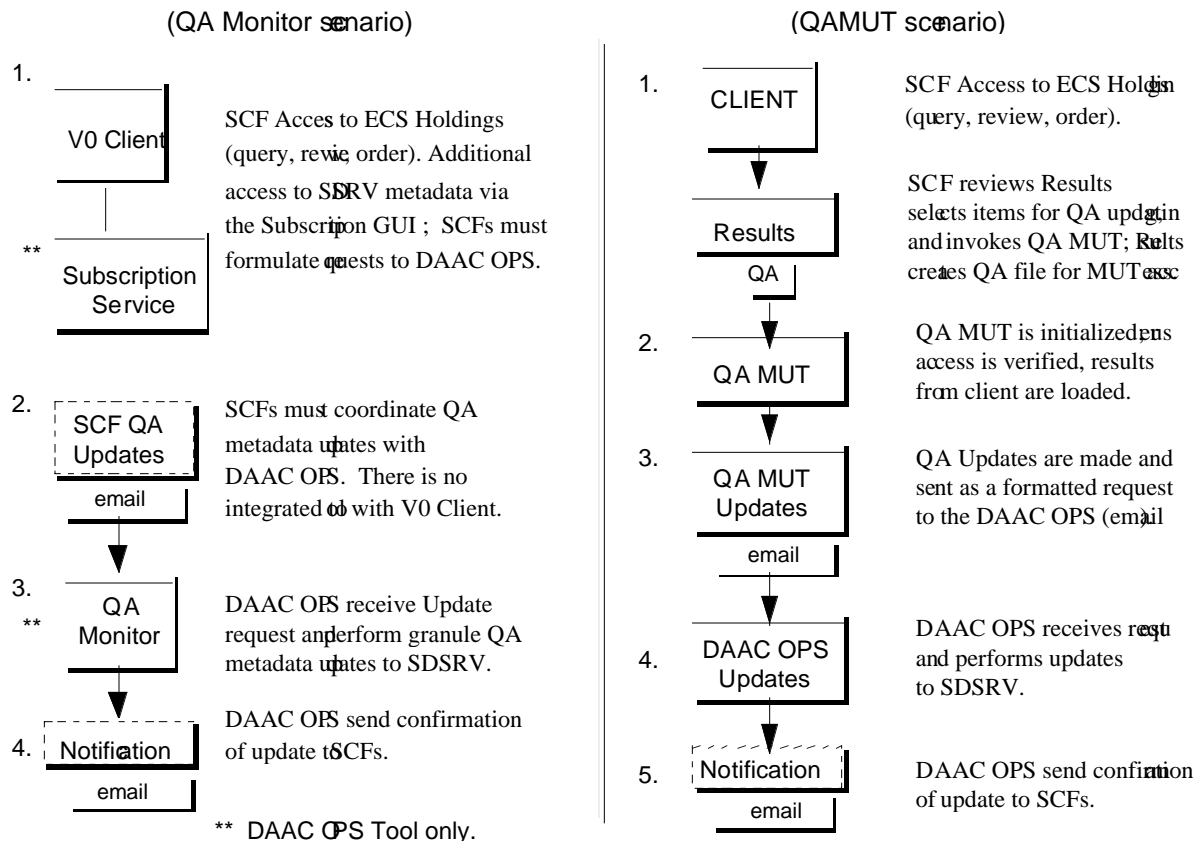 (QA Monitor scenario)
1.
V0 Client
SCF Access to ECS Holdings
(query, review, order). Additional
access to SDSRV metadata via
the Subscription GUI ; SCFs must
formulate requests to DAAC OPS.
**
Subscription
Service
2.
SCF QA
Updates
email
SCFs must coordinate QA
metadata updates with
DAAC OPS. There is no
integrated tool with V0 Client.
3.
**
QA
Monitor
DAAC OPS receive Update
request and perform granule QA
metadata updates to SDSRV.
4.
Notification
email
DAAC OPS send confirmation
of update to SCFs.
** DAAC OPS Tool only.
(QAMUT scenario)
1.
CLIENT
SCF Access to ECS Holdings
(query, review, order).
Results
QA
SCF reviews Results
selects items for QA updating,
and invokes QA MUT; Results
creates QA file for MUT access.
2.
QA MUT
QA MUT is initialized; user
access is verified, results
from client are loaded.
3.
QA MUT
Updates
email
QA Updates are made and
sent as a formatted request
to the DAAC OPS (email).
4.
DAAC OPS
Updates
DAAC OPS receives request
and performs updates
to SDSRV.
5.
Notification
email
DAAC OPS send confirmation
of update to SCFs.